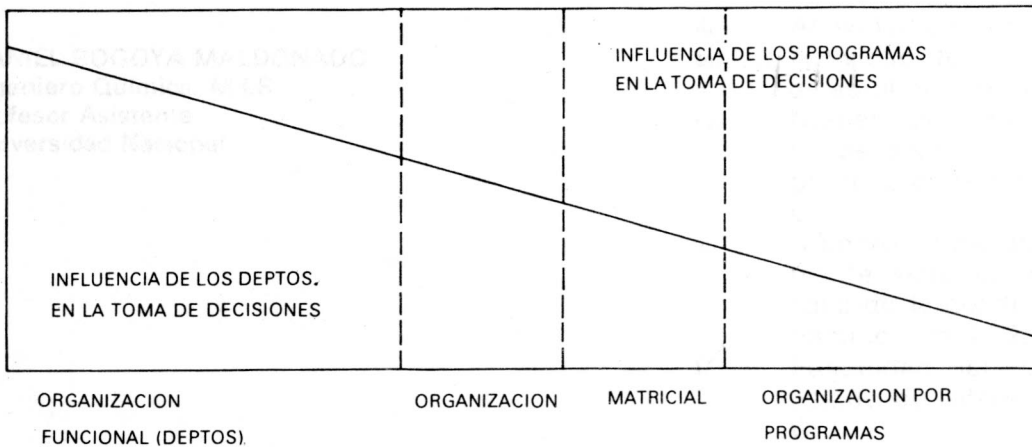 INFLUENCIA DE LOS PROGRAMAS
EN LA TOMA DE DECISIONES
INFLUENCIA DE LOS DEPTOS.
EN LA TOMA DE DECISIONES
ORGANIZACION
FUNCIONAL (DEPTOS).
ORGANIZACION
MATRICIAL
ORGANIZACION POR
PROGRAMAS